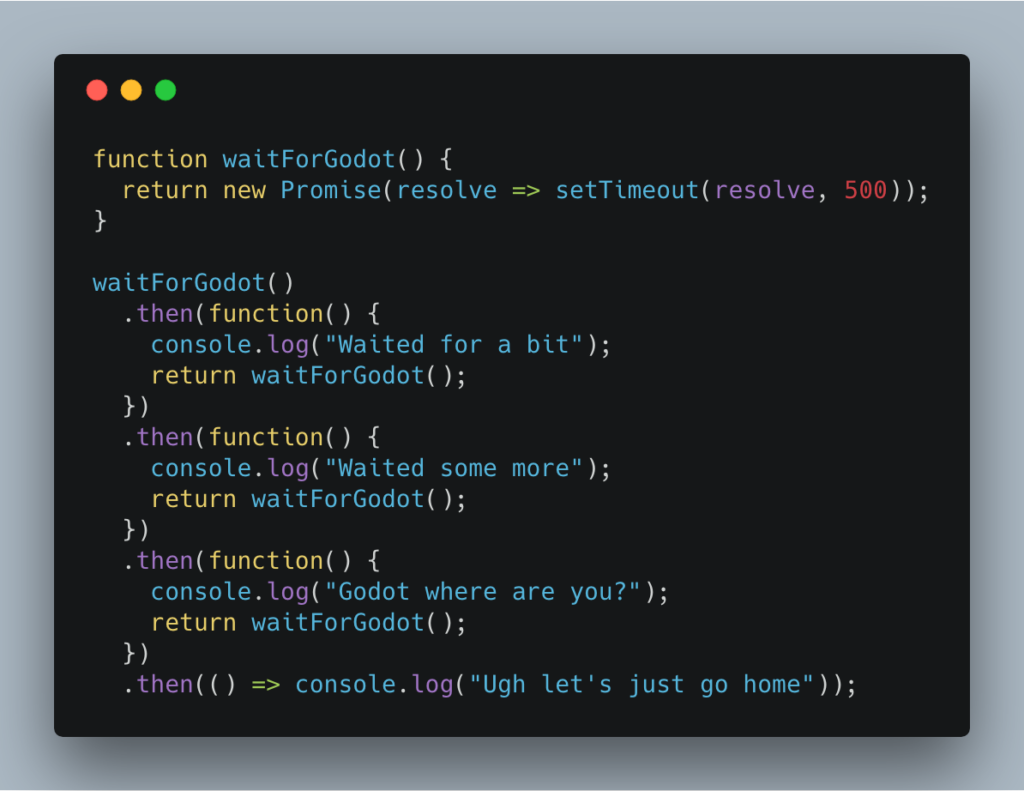 function waitForGodot() {
  return new Promise(resolve => setTimeout(resolve, 500));
}

waitForGodot()
  .then(function() {
    console.log("Waited for a bit");
    return waitForGodot();
  })
  .then(function() {
    console.log("Waited some more");
    return waitForGodot();
  })
  .then(function() {
    console.log("Godot where are you?");
    return waitForGodot();
  })
  .then(() => console.log("Ugh let's just go home"));